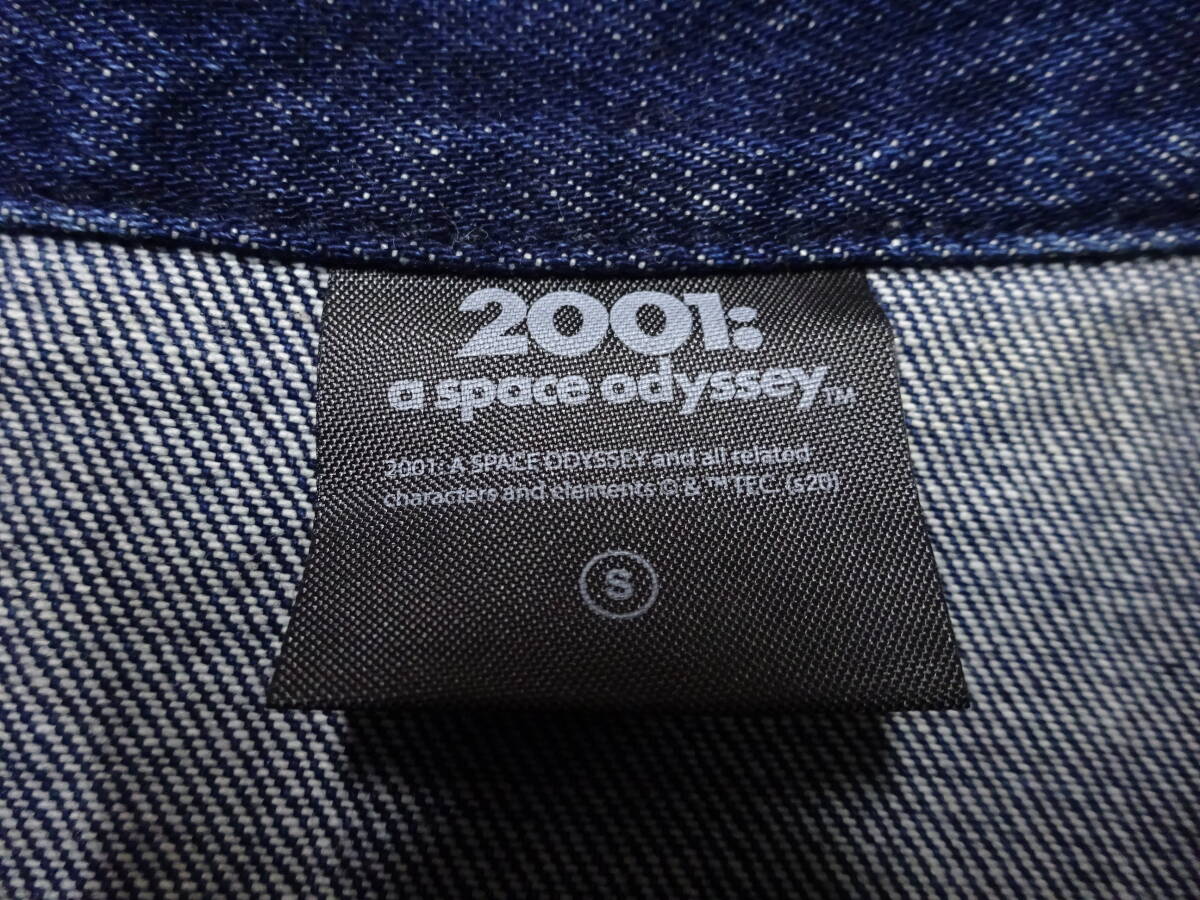 2001:
a space odyssey™
2001: A SPACE ODYSSEY and all related
characters and elements © & ™ TEC. (s20)
S